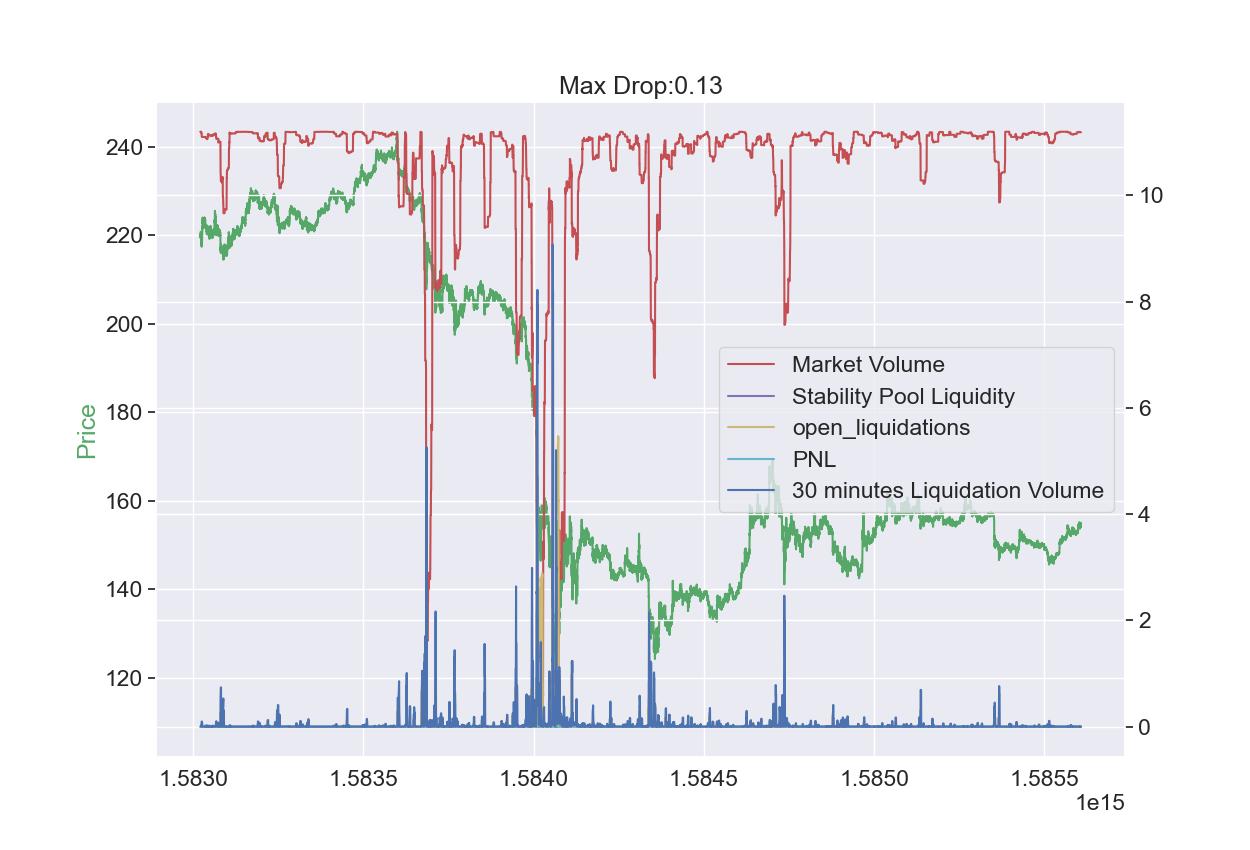 Max Drop:0.13
240
220
200
180
160
140
120
Price
10
8
6
4
2
0
Market Volume
Stability Pool Liquidity
open_liquidations
PNL
30 minutes Liquidation Volume
1.5830 1.5835 1.5840 1.5845 1.5850 1.5855
1e15